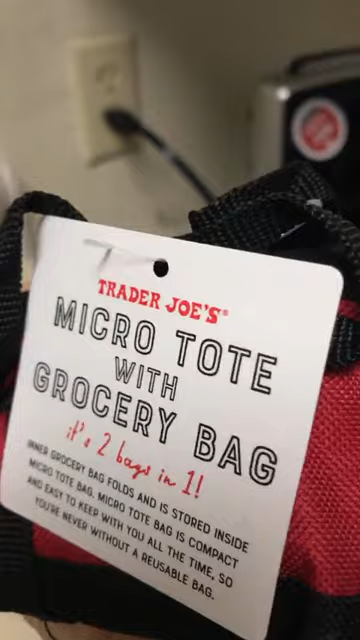 TRADER JOE'S®
MICRO TOTE
WITH
GROCERY BAG
it's 2 bags in 1!
INNER GROCERY BAG FOLDS AND IS STORED INSIDE
MICRO TOTE BAG. MICRO TOTE BAG IS COMPACT
AND EASY TO KEEP WITH YOU ALL THE TIME, SO
YOU'RE NEVER WITHOUT A REUSABLE BAG.